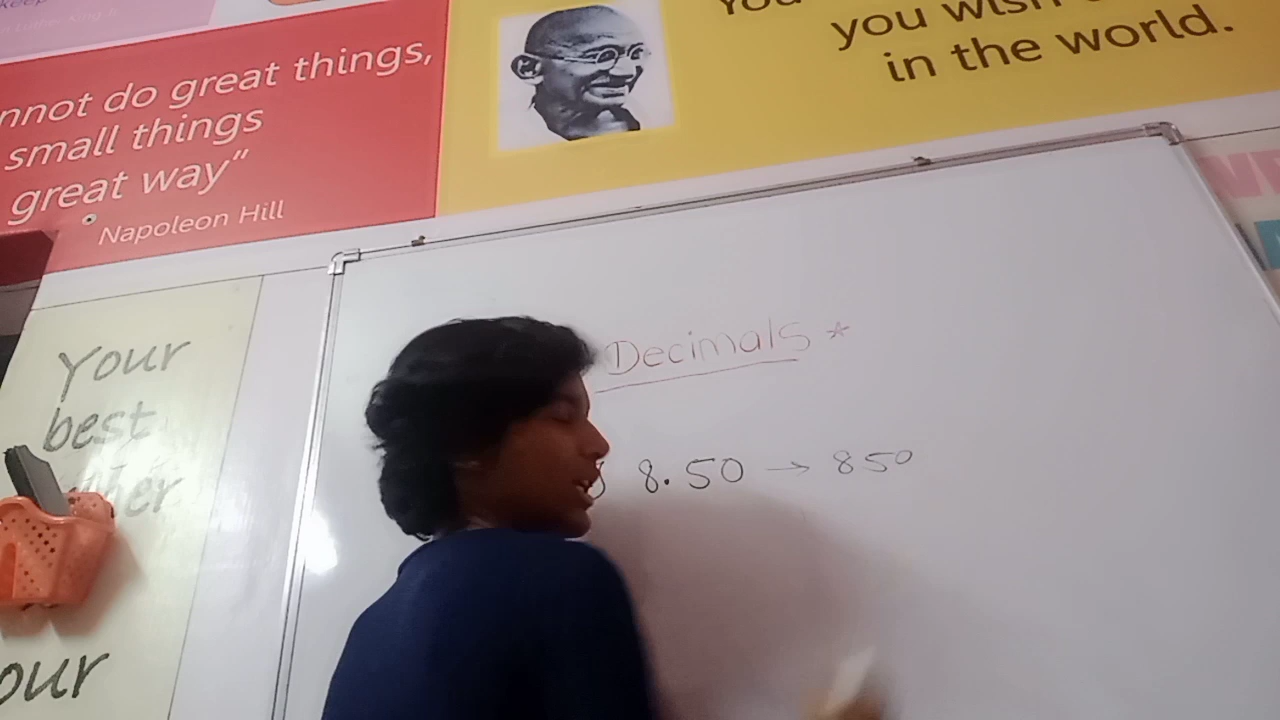 keep
nnot do great things,
small things
great way”
Napoleon Hill
you wish
in the world.
Your
best
our
Decimals *
8.50 → 850